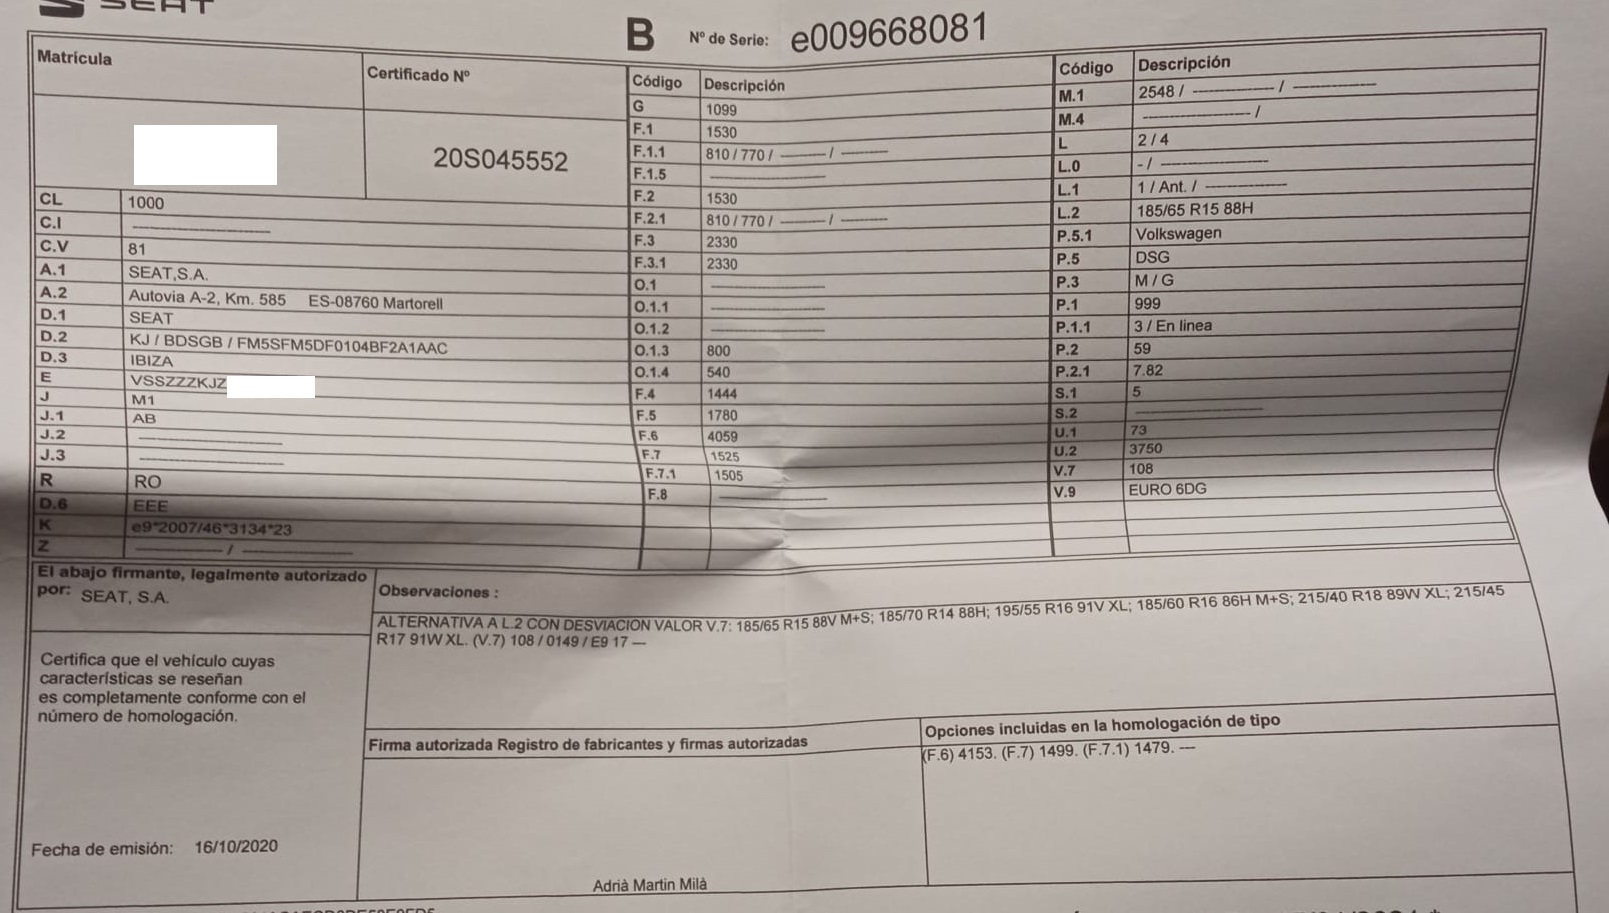 SEAT
B Nº de Serie: e009668081
Matrícula
Certificado Nº
20S045552
CL 1000
C.I
C.V 81
A.1 SEAT,S.A.
A.2 Autovia A-2, Km. 585 ES-08760 Martorell
D.1 SEAT
D.2 KJ / BDSGB / FM5SFM5DF0104BF2A1AAC
D.3 IBIZA
E VSSZZZKJZ
J M1
J.1 AB
J.2
J.3
R RO
D.6 EEE
K e9*2007/46*3134*23
Z ---------- / ----------
Código Descripción
G 1099
F.1 1530
F.1.1 810 / 770 / ---------- / ----------
F.1.5 ----------
F.2 1530
F.2.1 810 / 770 / ---------- / ----------
F.3 2330
F.3.1 2330
O.1 ----------
O.1.1 ----------
O.1.2 ----------
O.1.3 800
O.1.4 540
F.4 1444
F.5 1780
F.6 4059
F.7 1525
F.7.1 1505
F.8 ----------
Código Descripción
M.1 2548 / ---------- / ----------
M.4 ---------- /
L 2 / 4
L.0 - / ----------
L.1 1 / Ant. / ----------
L.2 185/65 R15 88H
P.5.1 Volkswagen
P.5 DSG
P.3 M / G
P.1 999
P.1.1 3 / En linea
P.2 59
P.2.1 7.82
S.1 5
S.2 ----------
U.1 73
U.2 3750
V.7 108
V.9 EURO 6DG
El abajo firmante, legalmente autorizado
por: SEAT, S.A.
Certifica que el vehículo cuyas
características se reseñan
es completamente conforme con el
número de homologación.
Fecha de emisión: 16/10/2020
Observaciones :
ALTERNATIVA A L.2 CON DESVIACION VALOR V.7: 185/65 R15 88V M+S; 185/70 R14 88H; 195/55 R16 91V XL; 185/60 R16 86H M+S; 215/40 R18 89W XL; 215/45
R17 91W XL. (V.7) 108 / 0149 / E9 17 ---
Firma autorizada Registro de fabricantes y firmas autorizadas
Adrià Martin Milà
Opciones incluidas en la homologación de tipo
(F.6) 4153. (F.7) 1499. (F.7.1) 1479. ---